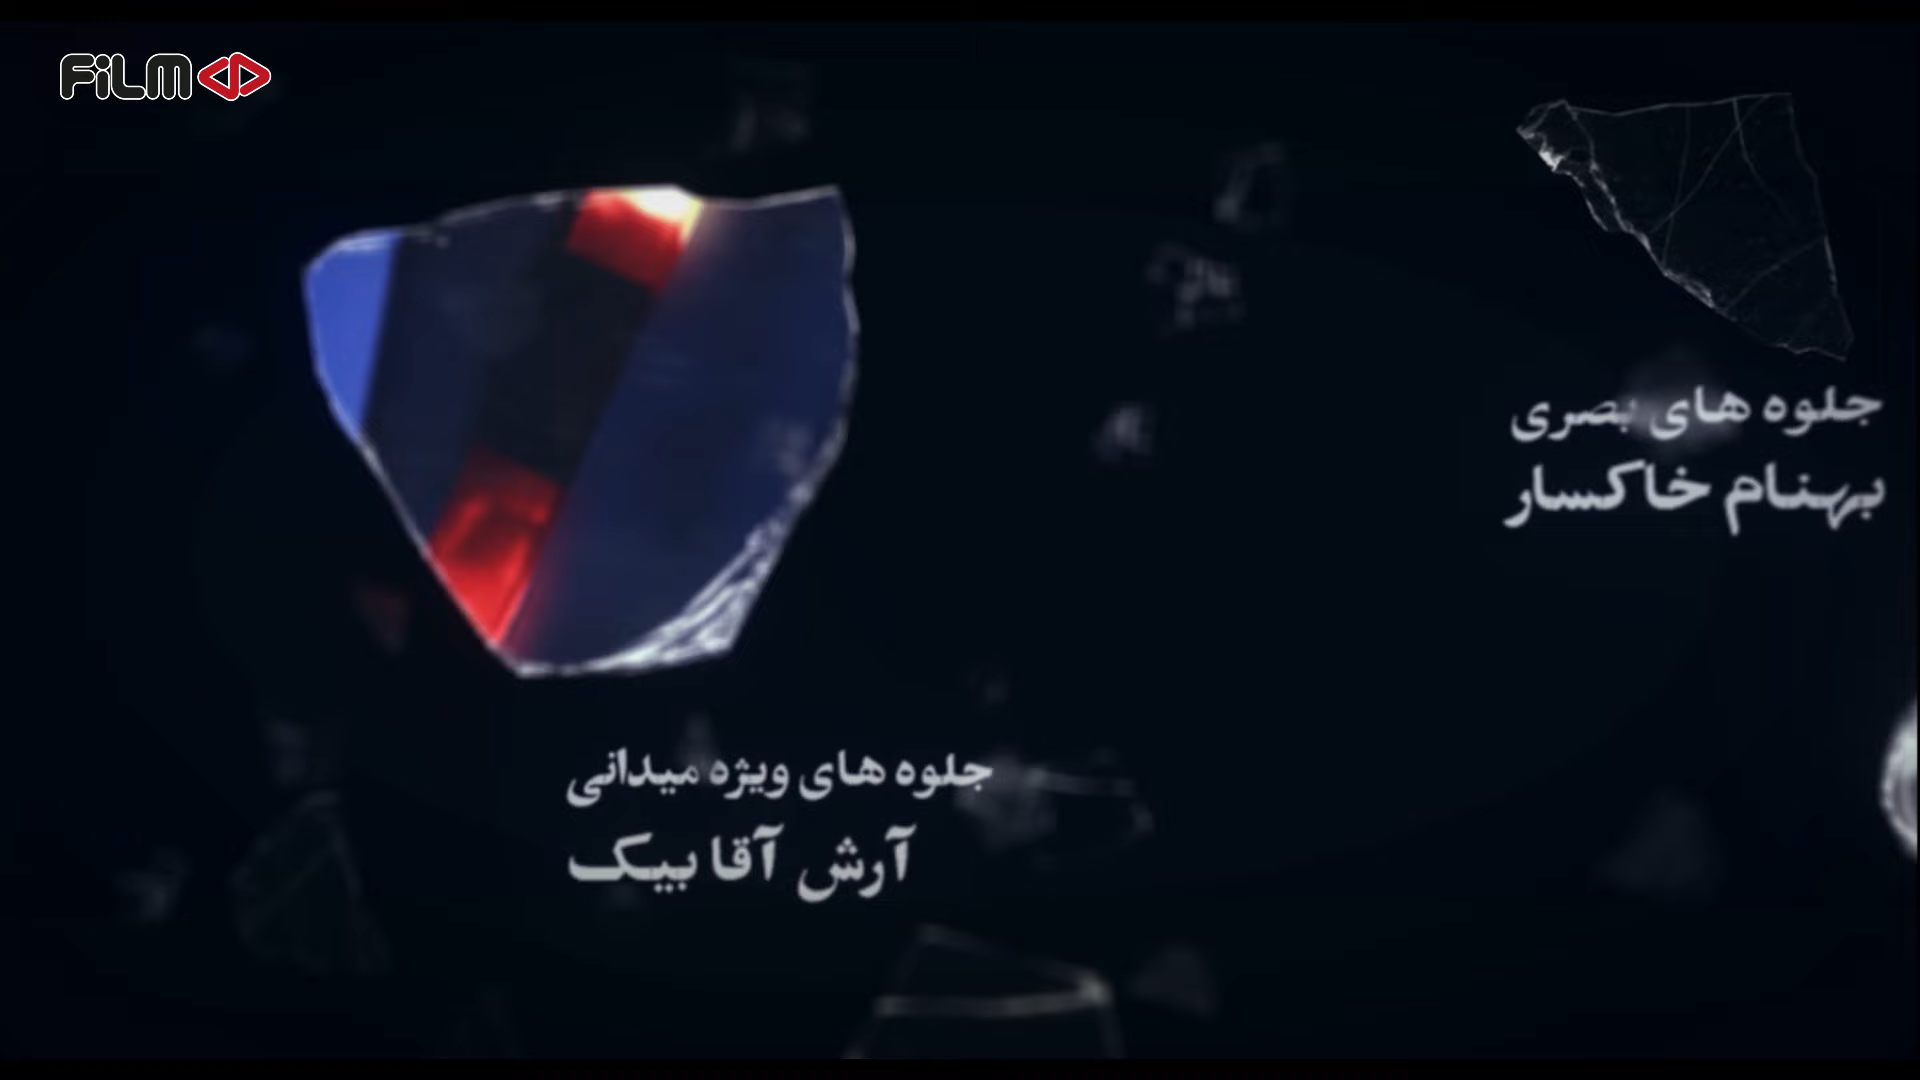 FiLM
جلوه های بصری
بهنام خاکسار
جلوه های ویژه میدانی
آرش آقا بیک